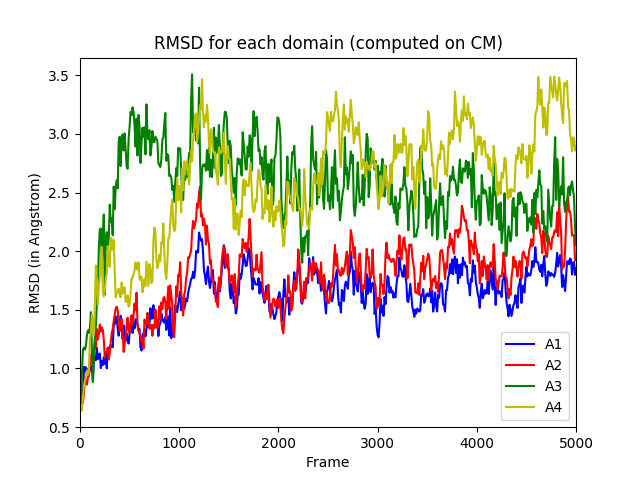 RMSD for each domain (computed on CM)
RMSD (in Angstrom)
3.5
3.0
2.5
2.0
1.5
1.0
0.5
0
1000
2000
3000
4000
5000
Frame
A1
A2
A3
A4